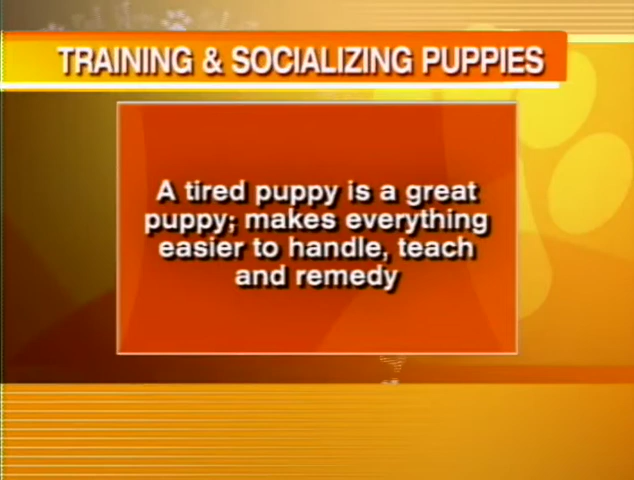 TRAINING & SOCIALIZING PUPPIES
A tired puppy is a great
puppy; makes everything
easier to handle, teach
and remedy